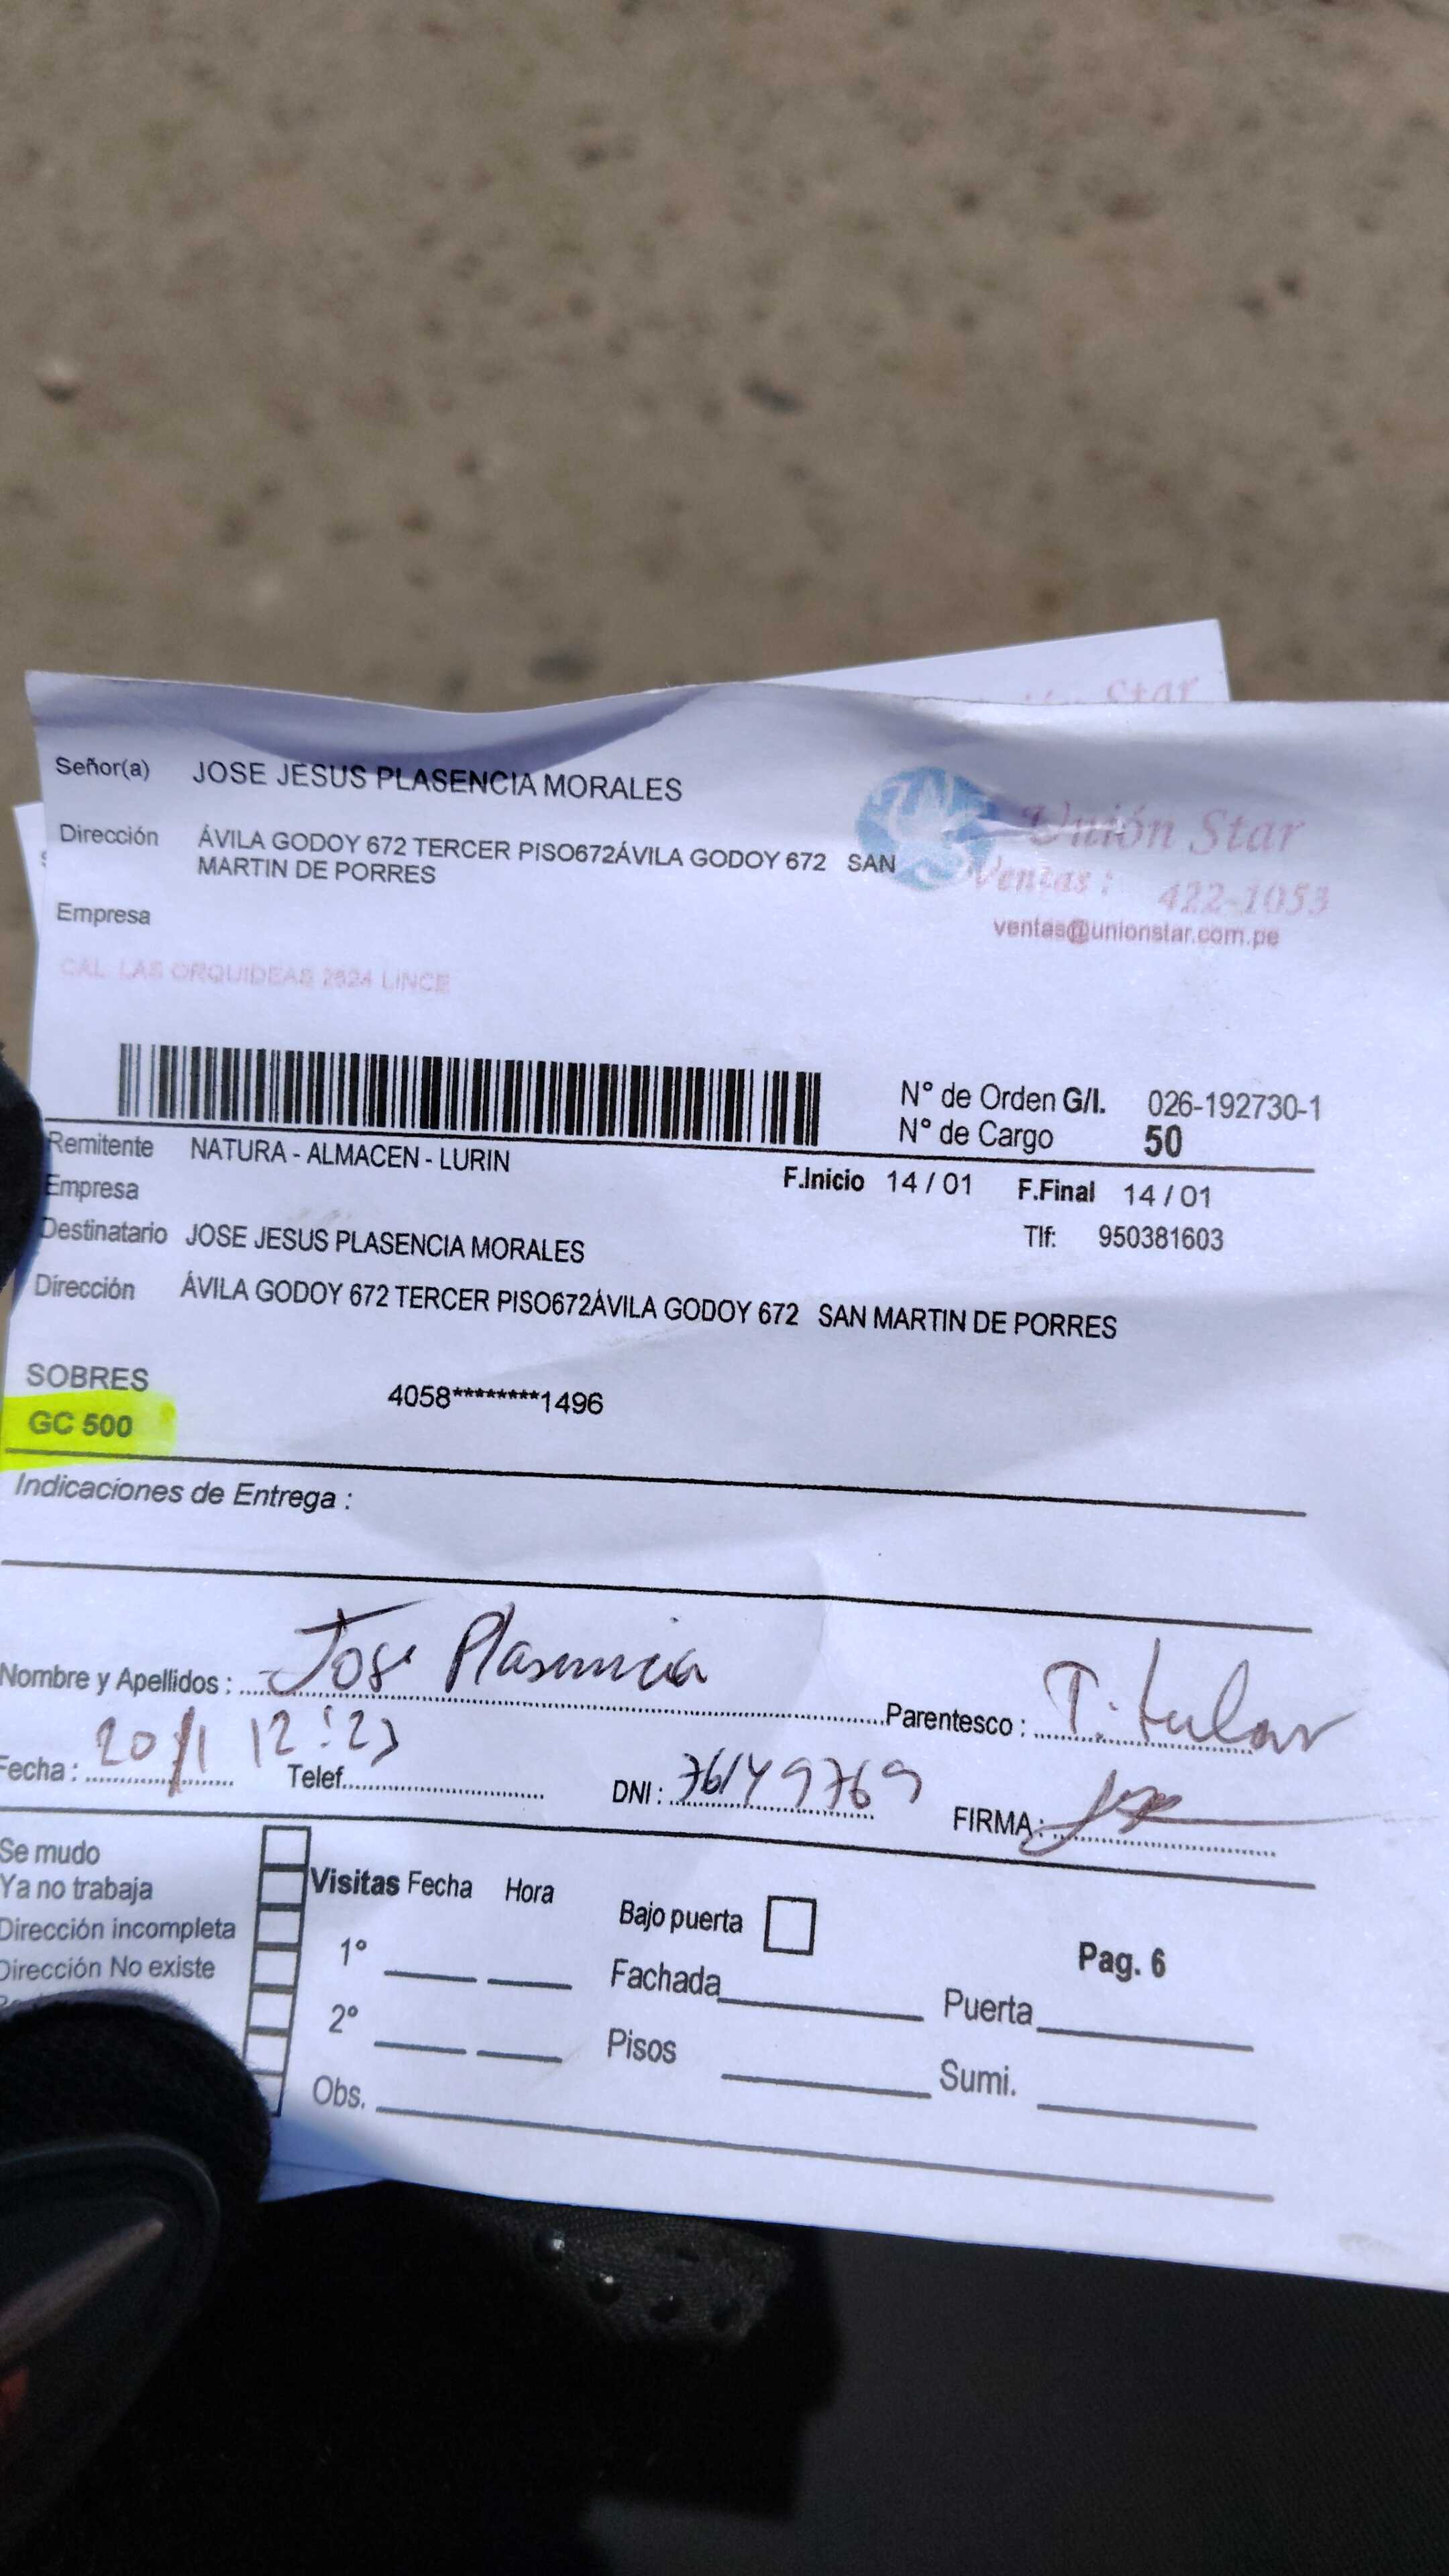 Star
Señor(a) JOSE JESUS PLASENCIA MORALES
Dirección ÁVILA GODOY 672 TERCER PISO672ÁVILA GODOY 672 SAN
MARTIN DE PORRES
Unión Star
Ventas : 422-1053
ventas@unionstar.com.pe
Empresa
CAL. LAS ORQUIDEAS 2624 LINCE
N° de Orden G/I. 026-192730-1
N° de Cargo 50
Remitente NATURA - ALMACEN - LURIN
F.Inicio 14 / 01 F.Final 14 / 01
Empresa
Tlf: 950381603
Destinatario JOSE JESUS PLASENCIA MORALES
Dirección ÁVILA GODOY 672 TERCER PISO672ÁVILA GODOY 672 SAN MARTIN DE PORRES
SOBRES
4058********1496
GC 500
Indicaciones de Entrega :
Nombre y Apellidos : Jose Plasencia Parentesco : Titular
Fecha : 20/1 12:23 Telef. DNI : 76149769 FIRMA :
Se mudo
Ya no trabaja
Dirección incompleta
Dirección No existe
Visitas Fecha Hora
1°
2°
Obs.
Bajo puerta
Fachada
Pisos
Pag. 6
Puerta
Sumi.